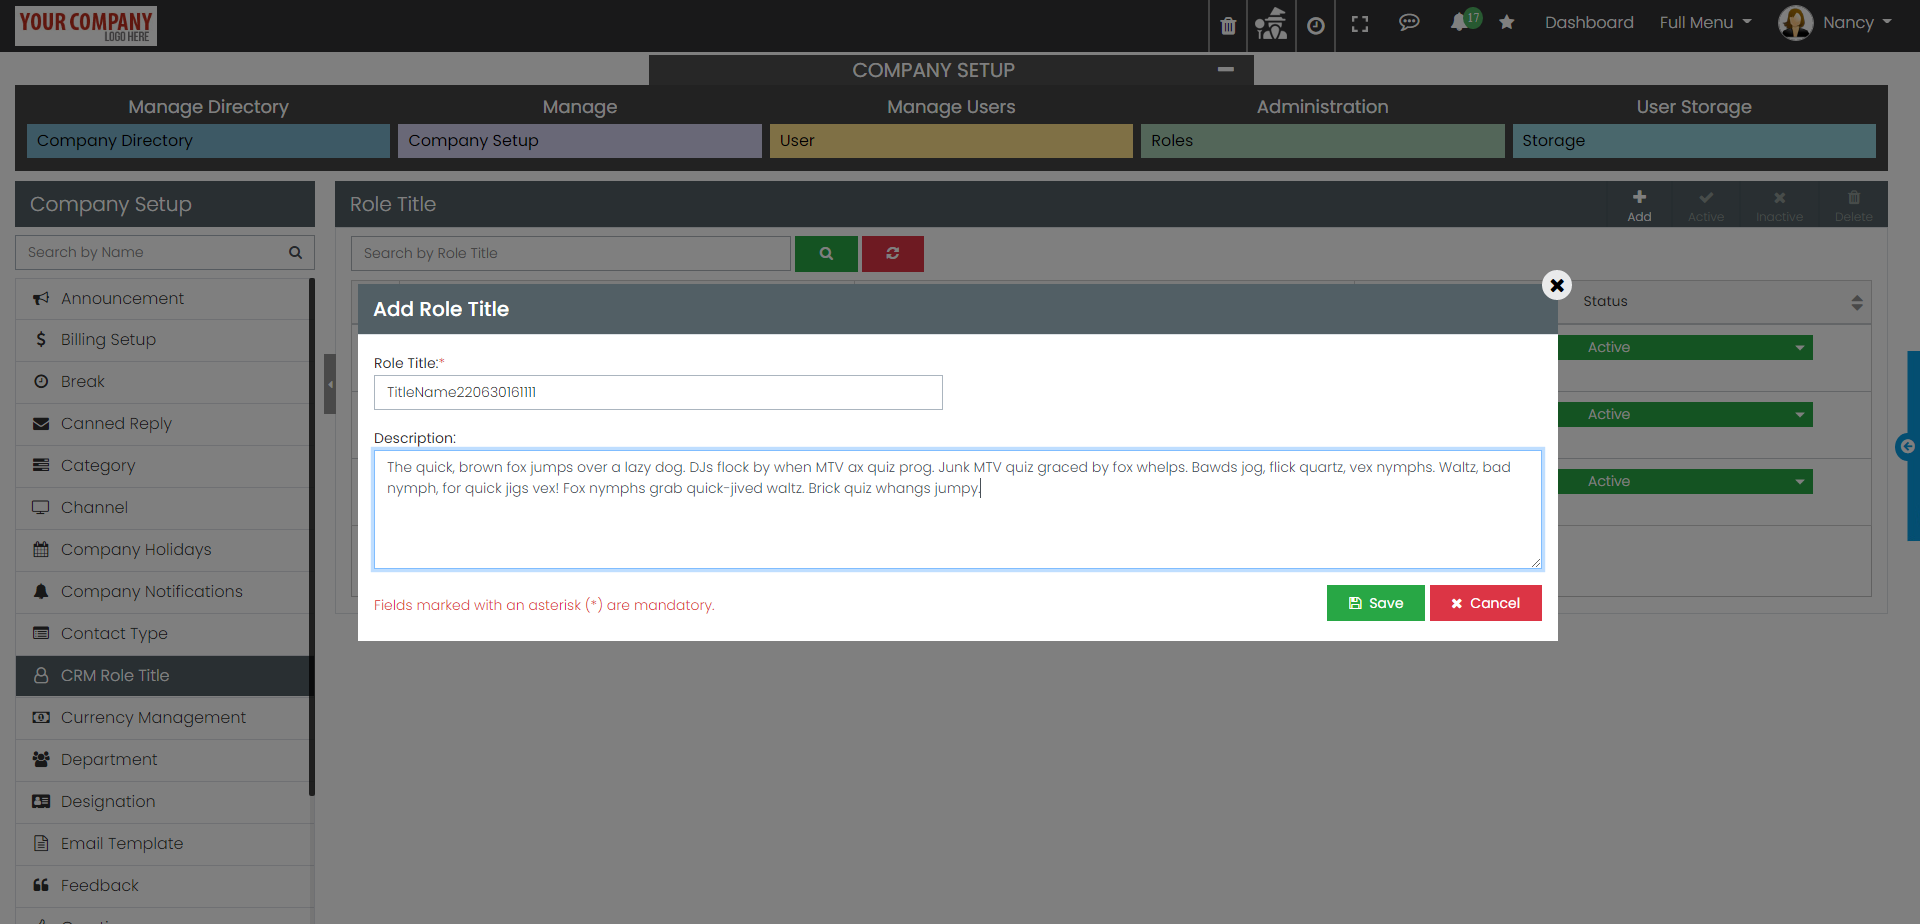 YOUR COMPANY
LOGO HERE
17
Dashboard
Full Menu
Nancy
COMPANY SETUP
Manage Directory
Manage
Manage Users
Administration
User Storage
Company Directory
Company Setup
User
Roles
Storage
Company Setup
Search by Name
Announcement
Billing Setup
Break
Canned Reply
Category
Channel
Company Holidays
Company Notifications
Contact Type
CRM Role Title
Currency Management
Department
Designation
Email Template
Feedback
Role Title
Add
Active
Inactive
Delete
Search by Role Title
Status
Active
Active
Active
Add Role Title
Role Title:*
TitleName220630161111
Description:
The quick, brown fox jumps over a lazy dog. DJs flock by when MTV ax quiz prog. Junk MTV quiz graced by fox whelps. Bawds jog, flick quartz, vex nymphs. Waltz, bad
nymph, for quick jigs vex! Fox nymphs grab quick-jived waltz. Brick quiz whangs jumpy.
Fields marked with an asterisk (*) are mandatory.
Save
Cancel